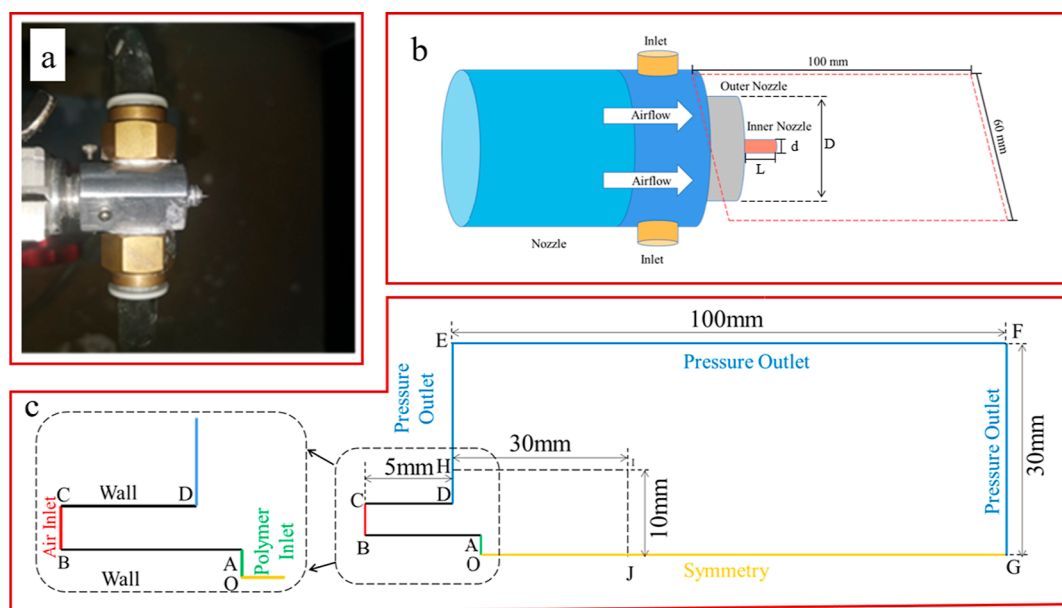 a
b
Inlet
100 mm
Outer Nozzle
Airflow
Inner Nozzle
D
d
60 mm
L
Airflow
Nozzle
Inlet
c
100mm
E
F
Pressure Outlet
Pressure
Outlet
30mm
H
I
5mm
C
D
10mm
B
A
O
J
Symmetry
G
Pressure Outlet
30mm
C
Wall
D
Air Inlet
B
A
Wall
O
Polymer
Inlet